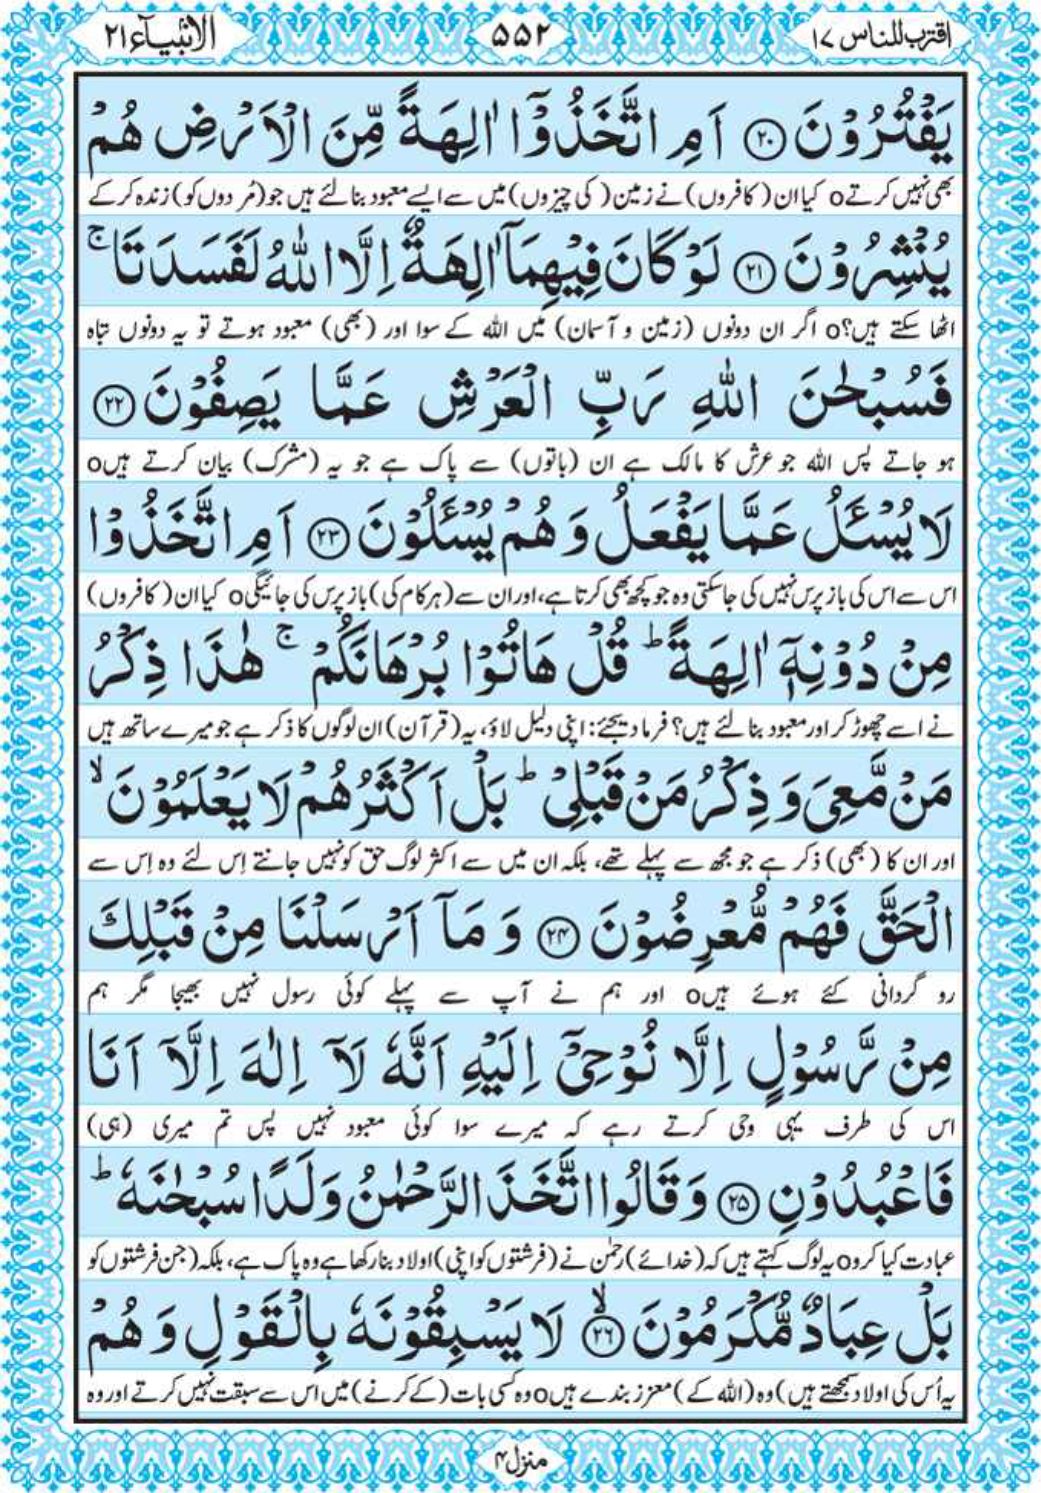 اقترب للناس ۱۷
۵۵۲
الانبیآء ۲۱
يَفْتُرُوْنَ ﴿۲۰﴾ اَمِ اتَّخَذُوْۤا اٰلِهَةً مِّنَ الْاَرْضِ هُمْ
بھی نہیں کرتے o کیا ان (کافروں) نے زمین (کی چیزوں) میں سے ایسے معبود بنا لئے ہیں جو (مُردوں کو) زندہ کر کے
يُنْشِرُوْنَ ﴿۲۱﴾ لَوْ كَانَ فِيْهِمَاۤ اٰلِهَةٌ اِلَّا اللّٰهُ لَفَسَدَتَا ۚ
اٹھا سکتے ہیں؟ o اگر ان دونوں (زمین و آسمان) میں اللہ کے سوا اور (بھی) معبود ہوتے تو یہ دونوں تباہ
فَسُبْحٰنَ اللّٰهِ رَبِّ الْعَرْشِ عَمَّا يَصِفُوْنَ ﴿۲۲﴾
ہو جاتے پس اللہ جو عرش کا مالک ہے ان (باتوں) سے پاک ہے جو یہ (مشرک) بیان کرتے ہیں o
لَا يُسْـَٔلُ عَمَّا يَفْعَلُ وَ هُمْ يُسْـَٔلُوْنَ ﴿۲۳﴾ اَمِ اتَّخَذُوْا
اس سے اس کی باز پرس نہیں کی جاسکتی وہ جو کچھ بھی کرتا ہے، اور ان سے (ہر کام کی) باز پرس کی جائیگی o کیا ان (کافروں)
مِنْ دُوْنِهٖۤ اٰلِهَةً ؕ قُلْ هَاتُوْا بُرْهَانَكُمْ ۚ هٰذَا ذِكْرُ
نے اسے چھوڑ کر اور معبود بنا لئے ہیں؟ فرما دیجئے: اپنی دلیل لاؤ، یہ (قرآن) ان لوگوں کا ذکر ہے جو میرے ساتھ ہیں
مَنْ مَّعِيَ وَ ذِكْرُ مَنْ قَبْلِيْ ؕ بَلْ اَكْثَرُهُمْ لَا يَعْلَمُوْنَ ۙ
اور ان کا (بھی) ذکر ہے جو مجھ سے پہلے تھے، بلکہ ان میں سے اکثر لوگ حق کو نہیں جانتے اِس لئے وہ اِس سے
الْحَقَّ فَهُمْ مُّعْرِضُوْنَ ﴿۲۴﴾ وَ مَاۤ اَرْسَلْنَا مِنْ قَبْلِكَ
رو گردانی کئے ہوئے ہیں o اور ہم نے آپ سے پہلے کوئی رسول نہیں بھیجا مگر ہم
مِنْ رَّسُوْلٍ اِلَّا نُوْحِيْۤ اِلَيْهِ اَنَّهٗ لَاۤ اِلٰهَ اِلَّاۤ اَنَا
اس کی طرف یہی وحی کرتے رہے کہ میرے سوا کوئی معبود نہیں پس تم میری (ہی)
فَاعْبُدُوْنِ ﴿۲۵﴾ وَ قَالُوا اتَّخَذَ الرَّحْمٰنُ وَلَدًا سُبْحٰنَهٗ ؕ
عبادت کیا کرو o یہ لوگ کہتے ہیں کہ (خدائے) رحمٰن نے (فرشتوں کو اپنی) اولاد بنا رکھا ہے وہ پاک ہے، بلکہ (جن فرشتوں کو
بَلْ عِبَادٌ مُّكْرَمُوْنَ ﴿ۙ۲۶﴾ لَا يَسْبِقُوْنَهٗ بِالْقَوْلِ وَ هُمْ
یہ اُس کی اولاد سمجھتے ہیں) وہ (اللہ کے) معزز بندے ہیں o وہ کسی بات (کے کرنے) میں اس سے سبقت نہیں کرتے اور وہ
منزل ۴